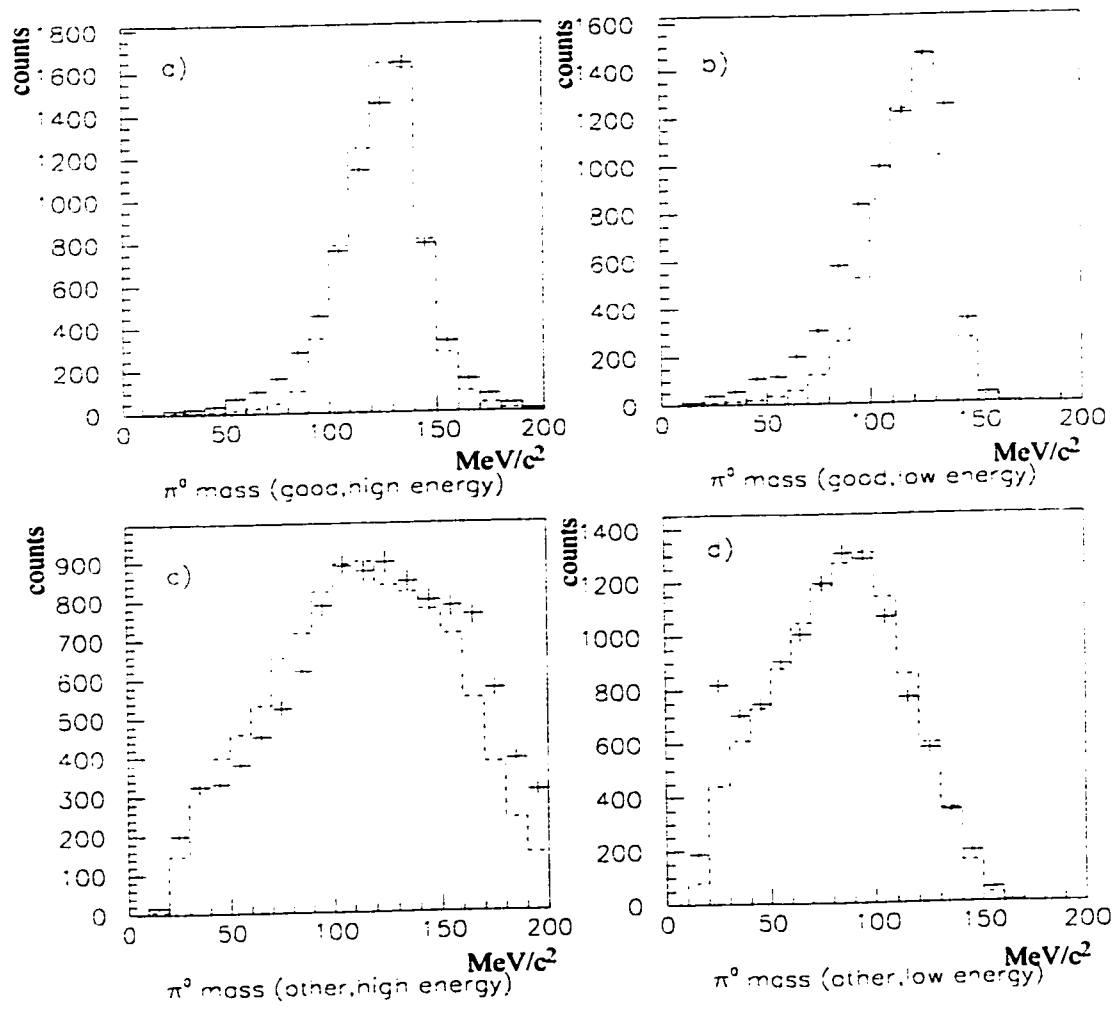 counts
1800
1600
1400
1200
1000
800
600
400
200
0
a)
0 50 100 150 200
MeV/c²
π⁰ mass (good,high energy)
counts
1600
1400
1200
1000
800
600
400
200
0
b)
0 50 100 150 200
MeV/c²
π⁰ mass (good,low energy)
counts
900
800
700
600
500
400
300
200
100
0
c)
0 50 100 150 200
MeV/c²
π⁰ mass (other,high energy)
counts
1400
1200
1000
800
600
400
200
0
d)
0 50 100 150 200
MeV/c²
π⁰ mass (other,low energy)